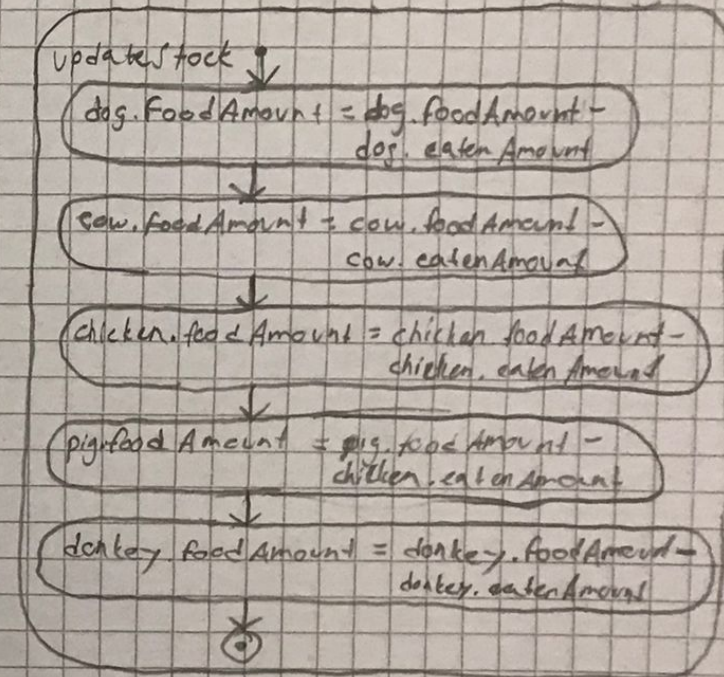 updateStock
dog.FoodAmount = dog.foodAmount -
dog.eatenAmount
cow.foodAmount = cow.foodAmount -
cow.eatenAmount
chicken.foodAmount = chicken.foodAmount -
chicken.eatenAmount
pig.foodAmount = pig.foodAmount -
chicken.eatenAmount
donkey.foodAmount = donkey.foodAmount -
donkey.eatenAmount